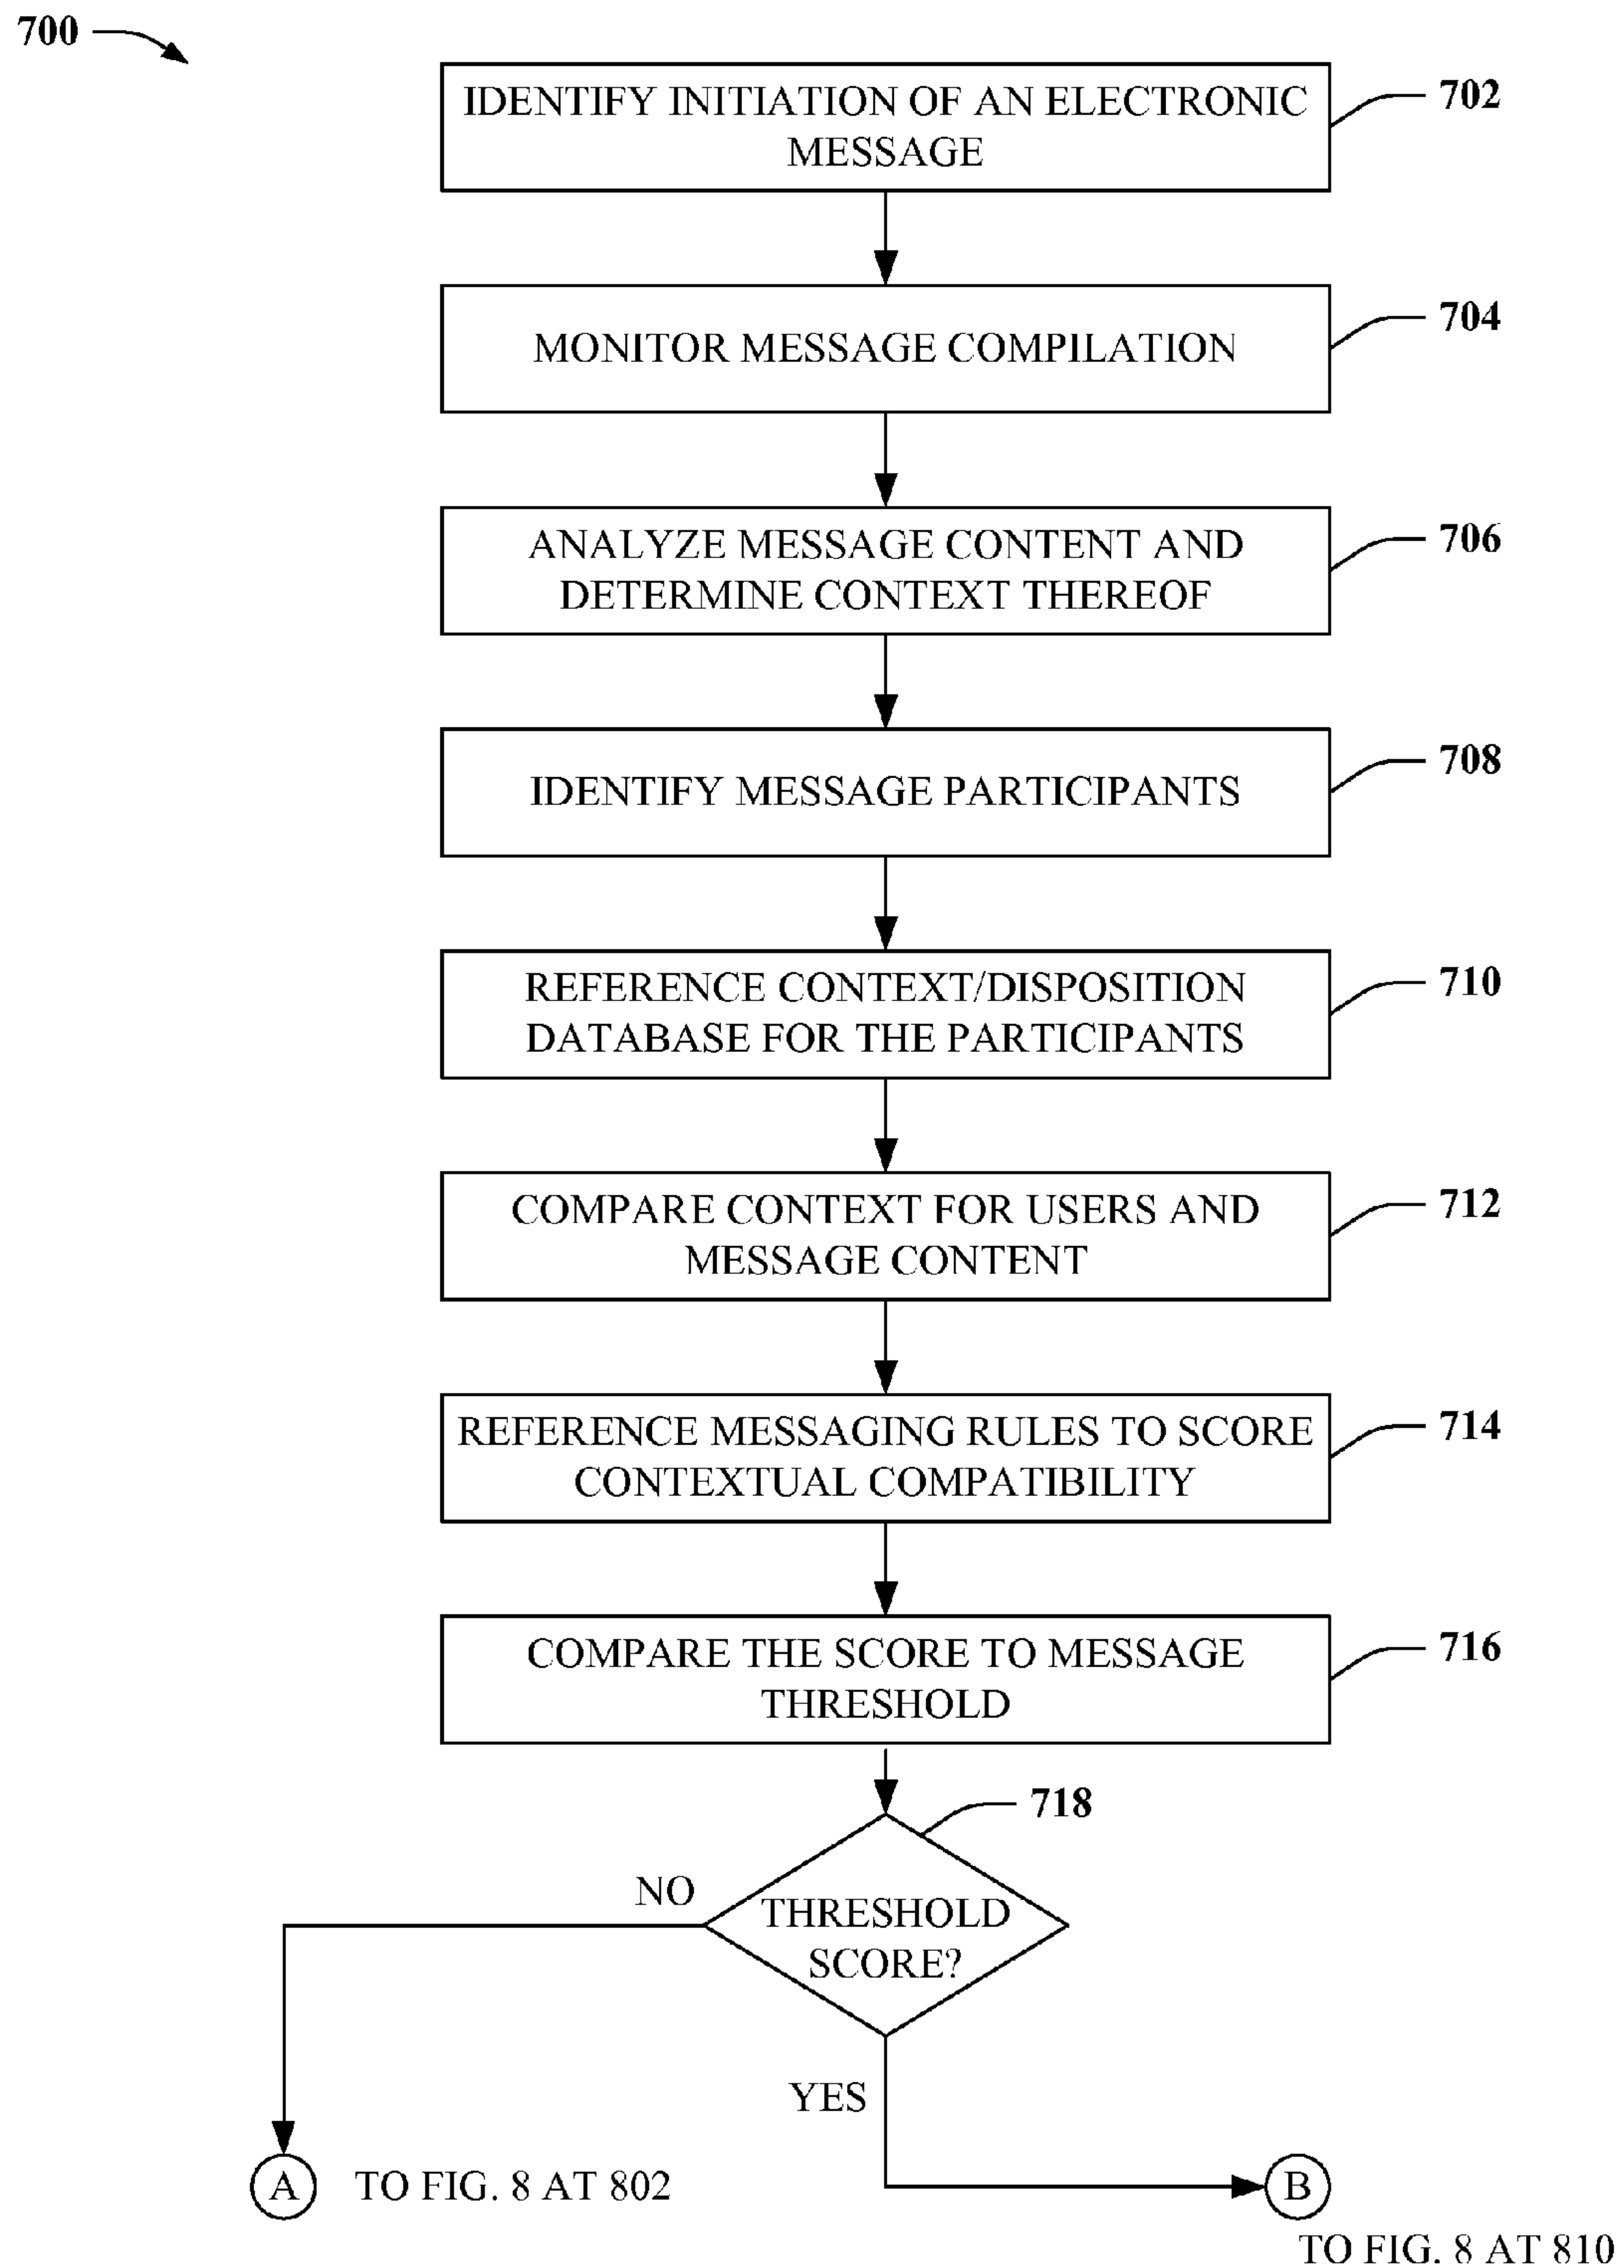 700
IDENTIFY INITIATION OF AN ELECTRONIC
MESSAGE
702
MONITOR MESSAGE COMPILATION
704
ANALYZE MESSAGE CONTENT AND
DETERMINE CONTEXT THEREOF
706
IDENTIFY MESSAGE PARTICIPANTS
708
REFERENCE CONTEXT/DISPOSITION
DATABASE FOR THE PARTICIPANTS
710
COMPARE CONTEXT FOR USERS AND
MESSAGE CONTENT
712
REFERENCE MESSAGING RULES TO SCORE
CONTEXTUAL COMPATIBILITY
714
COMPARE THE SCORE TO MESSAGE
THRESHOLD
716
718
THRESHOLD
SCORE?
NO
YES
A
TO FIG. 8 AT 802
B
TO FIG. 8 AT 810